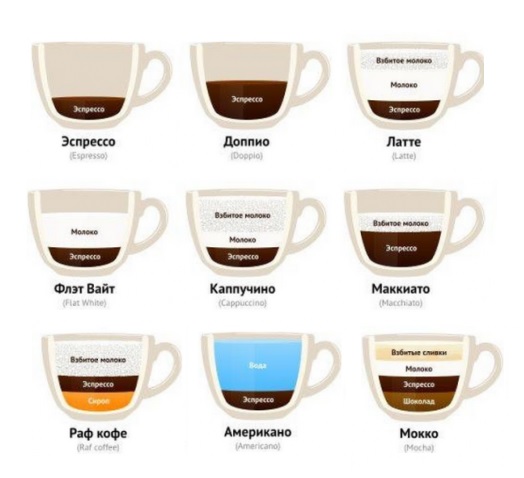 Эспрессо
Эспрессо
(Espresso)
Эспрессо
Доппио
(Doppio)
Взбитое молоко
Молоко
Эспрессо
Латте
(Latte)
Молоко
Эспрессо
Флэт Вайт
(Flat White)
Взбитое молоко
Молоко
Эспрессо
Каппучино
(Cappuccino)
Взбитое молоко
Эспрессо
Маккиато
(Macchiato)
Взбитое молоко
Эспрессо
Сироп
Раф кофе
(Raf coffee)
Вода
Эспрессо
Американо
(Americano)
Взбитые сливки
Молоко
Эспрессо
Шоколад
Мокко
(Mocha)